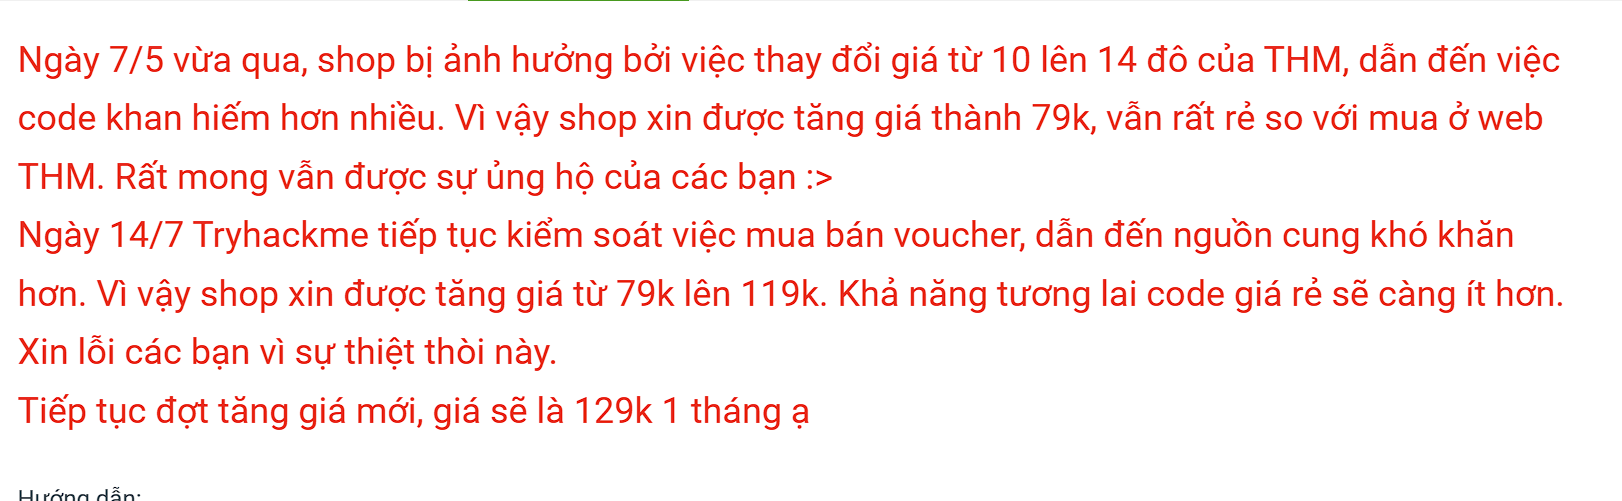 Ngày 7/5 vừa qua, shop bị ảnh hưởng bởi việc thay đổi giá từ 10 lên 14 đô của THM, dẫn đến việc
code khan hiếm hơn nhiều. Vì vậy shop xin được tăng giá thành 79k, vẫn rất rẻ so với mua ở web
THM. Rất mong vẫn được sự ủng hộ của các bạn :>
Ngày 14/7 Tryhackme tiếp tục kiểm soát việc mua bán voucher, dẫn đến nguồn cung khó khăn
hơn. Vì vậy shop xin được tăng giá từ 79k lên 119k. Khả năng tương lai code giá rẻ sẽ càng ít hơn.
Xin lỗi các bạn vì sự thiệt thòi này.
Tiếp tục đợt tăng giá mới, giá sẽ là 129k 1 tháng ạ
Hướng dẫn: